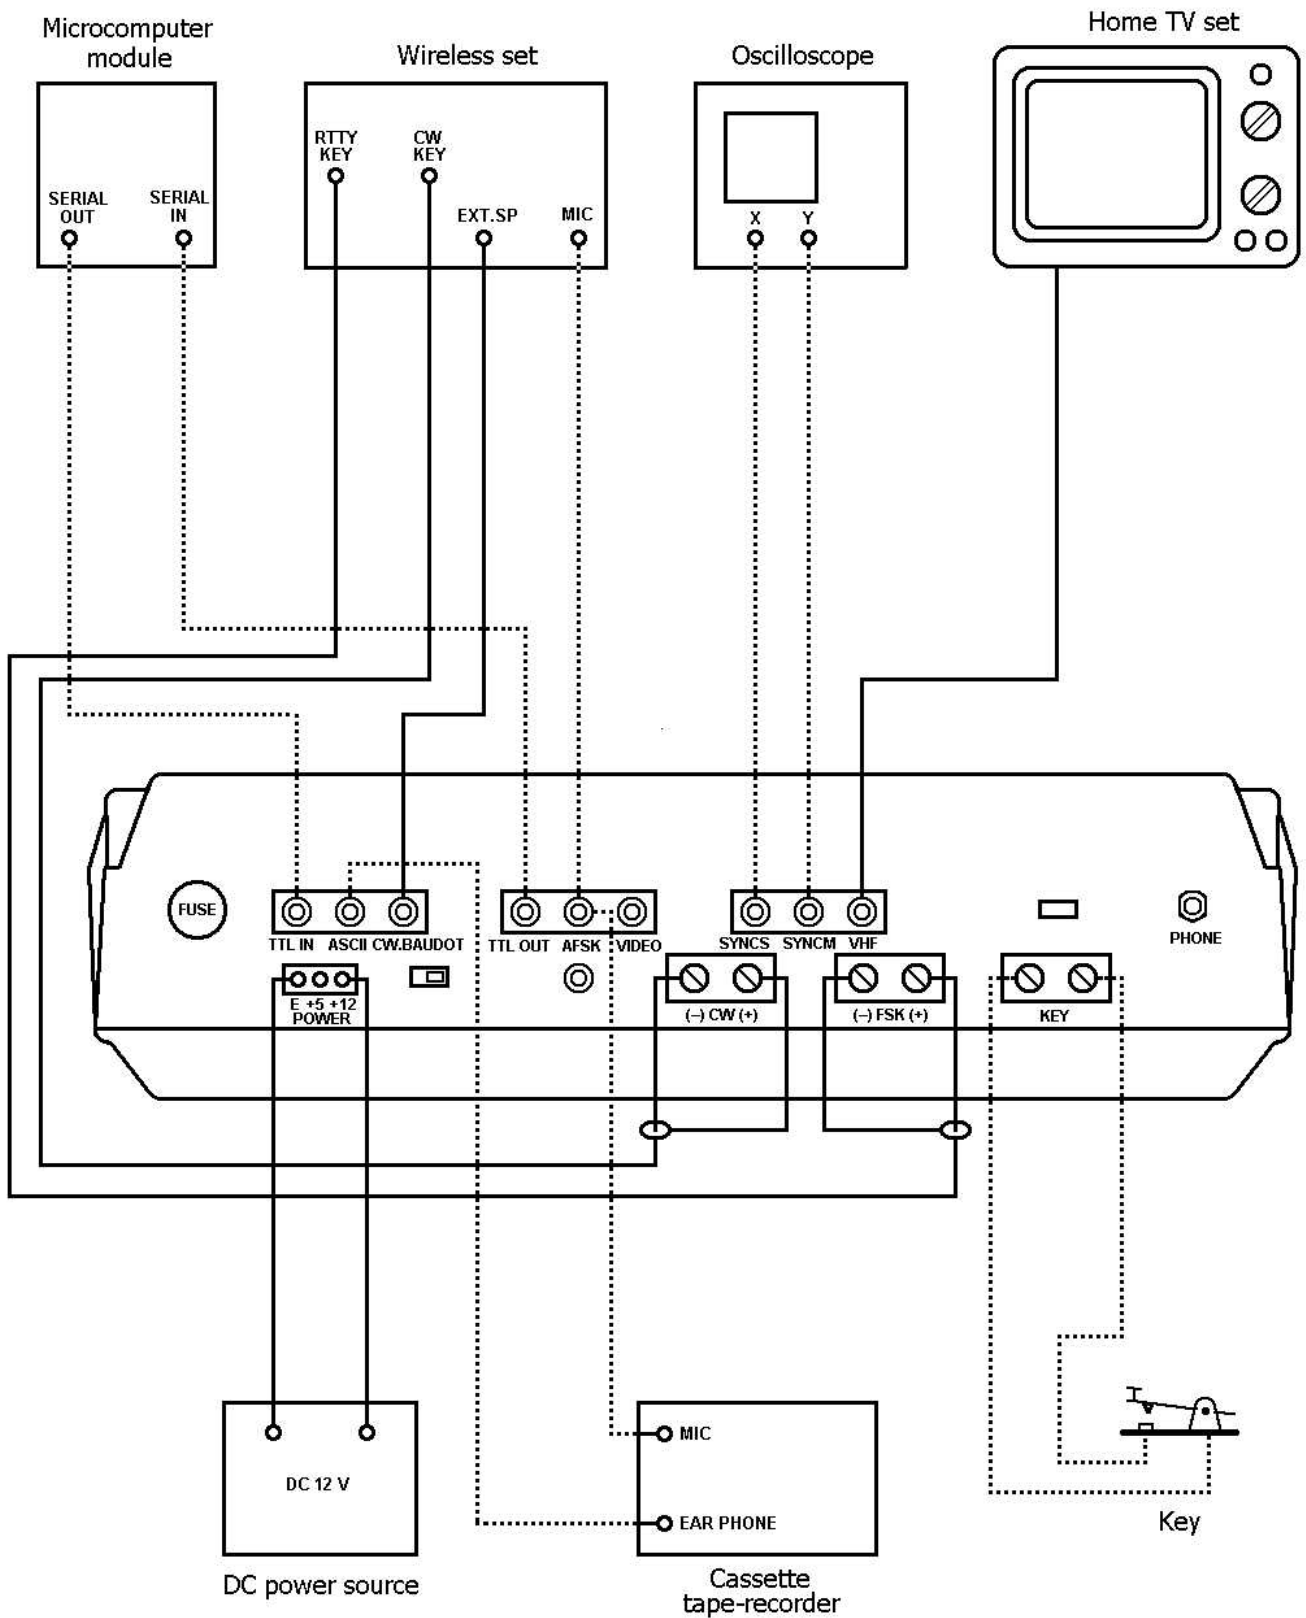 Microcomputer
module
Wireless set
Oscilloscope
Home TV set
SERIAL
OUT
SERIAL
IN
RTTY
KEY
CW
KEY
EXT.SP
MIC
X
Y
FUSE
TTL IN
ASCII
CW.BAUDOT
TTL OUT
AFSK
VIDEO
SYNCS
SYNCM
VHF
PHONE
E +5 +12
POWER
(–) CW (+)
(–) FSK (+)
KEY
DC 12 V
DC power source
MIC
EAR PHONE
Cassette
tape-recorder
Key